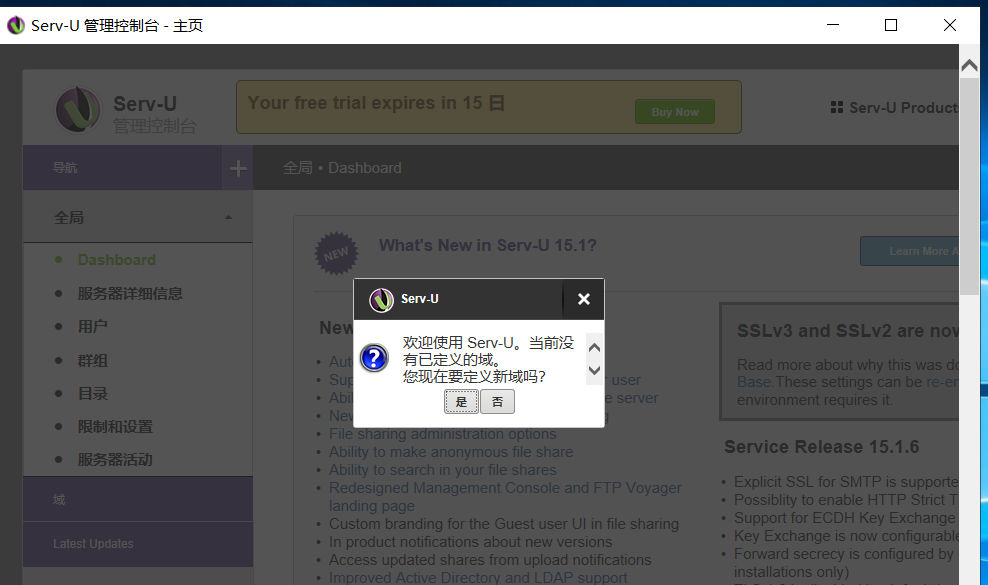 Serv-U 管理控制台 - 主页
Serv-U
管理控制台
Your free trial expires in 15 日
Buy Now
Serv-U Product
导航
全局 • Dashboard
全局
Dashboard
服务器详细信息
用户
群组
目录
限制和设置
服务器活动
域
Latest Updates
NEW
What's New in Serv-U 15.1?
Learn More
Serv-U
欢迎使用 Serv-U。当前没
有已定义的域。
您现在要定义新域吗?
是
否
New
user
e server
• File sharing administration options
• Ability to make anonymous file share
• Ability to search in your file shares
• Redesigned Management Console and FTP Voyager
landing page
• Custom branding for the Guest user UI in file sharing
• In product notifications about new versions
• Access updated shares from upload notifications
• Improved Active Directory and LDAP support
SSLv3 and SSLv2 are now
Read more about why this was do
Base.These settings can be re-en
environment requires it.
Service Release 15.1.6
• Explicit SSL for SMTP is supporte
• Possiblity to enable HTTP Strict T
• Support for ECDH Key Exchange
• Key Exchange is now configurable
• Forward secrecy is configured by
installations only)